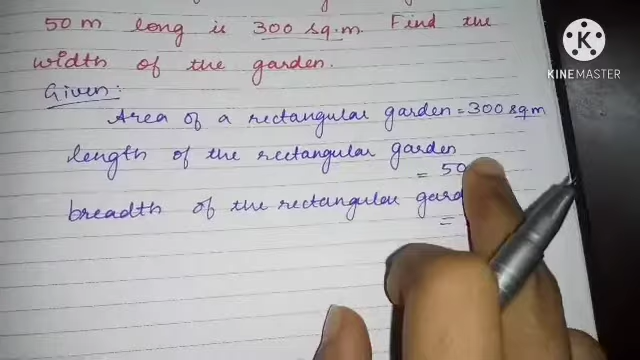 50 m long is 300 sq.m. Find the
width of the garden.
Given:
Area of a rectangular garden = 300 sq.m
length of the rectangular garden
= 50
breadth of the rectangular gard
=
KINEMASTER